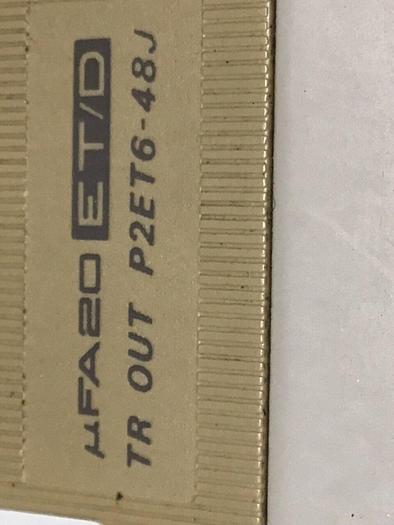 µFA20 ET/D
TR OUT P2ET6-48J